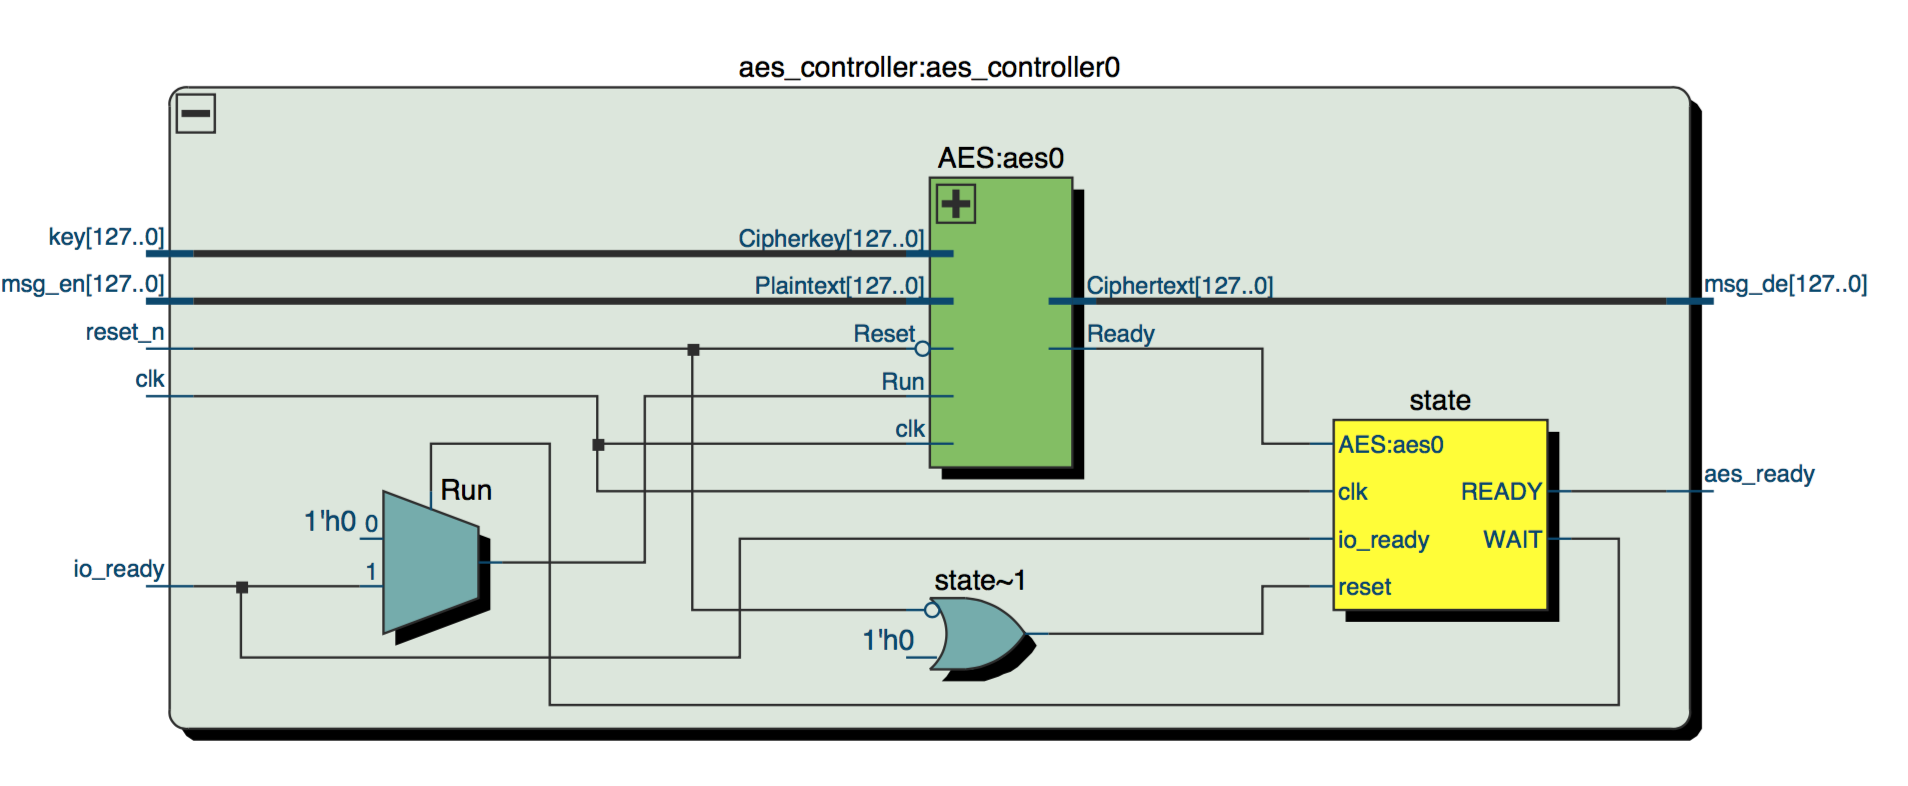 aes_controller:aes_controller0
AES:aes0
key[127..0]
Cipherkey[127..0]
msg_en[127..0]
Plaintext[127..0]
Ciphertext[127..0]
msg_de[127..0]
reset_n
Reset
Ready
clk
Run
clk
state
AES:aes0
aes_ready
Run
clk
READY
1'h0
0
io_ready
WAIT
io_ready
1
state~1
reset
1'h0